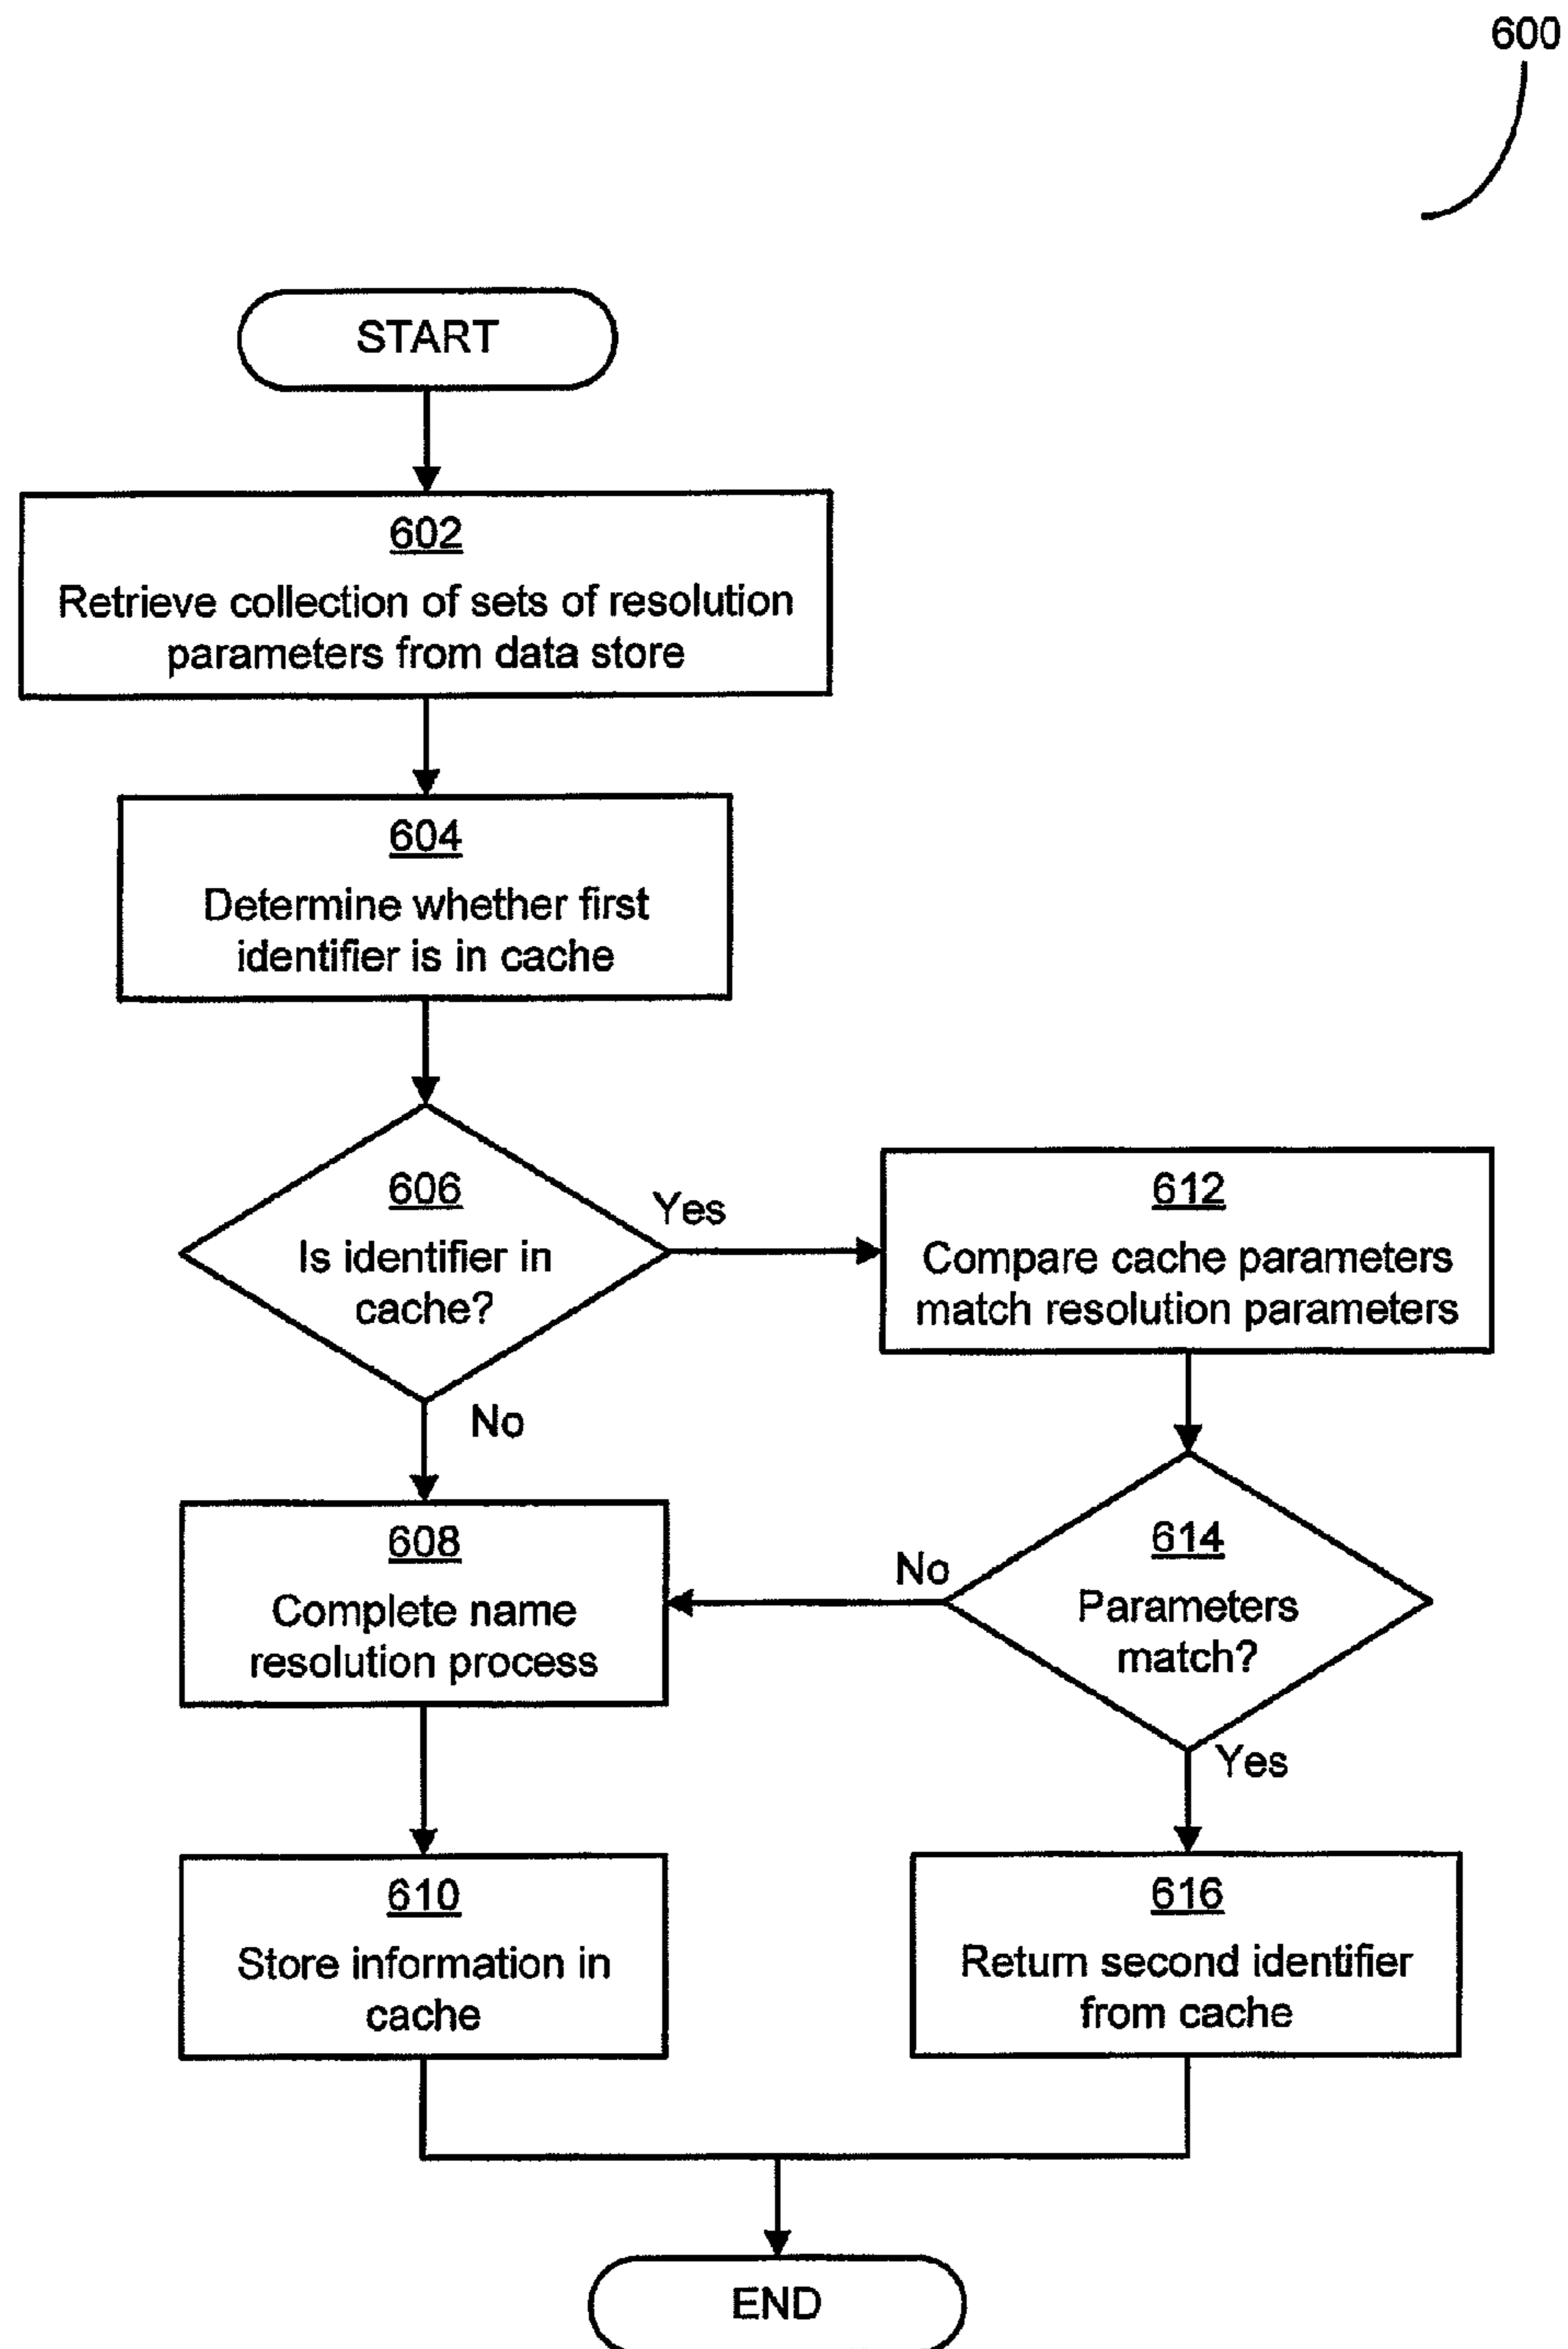 600
START
602
Retrieve collection of sets of resolution
parameters from data store
604
Determine whether first
identifier is in cache
606
Is identifier in
cache?
Yes
No
612
Compare cache parameters
match resolution parameters
614
Parameters
match?
No
Yes
608
Complete name
resolution process
610
Store information in
cache
616
Return second identifier
from cache
END